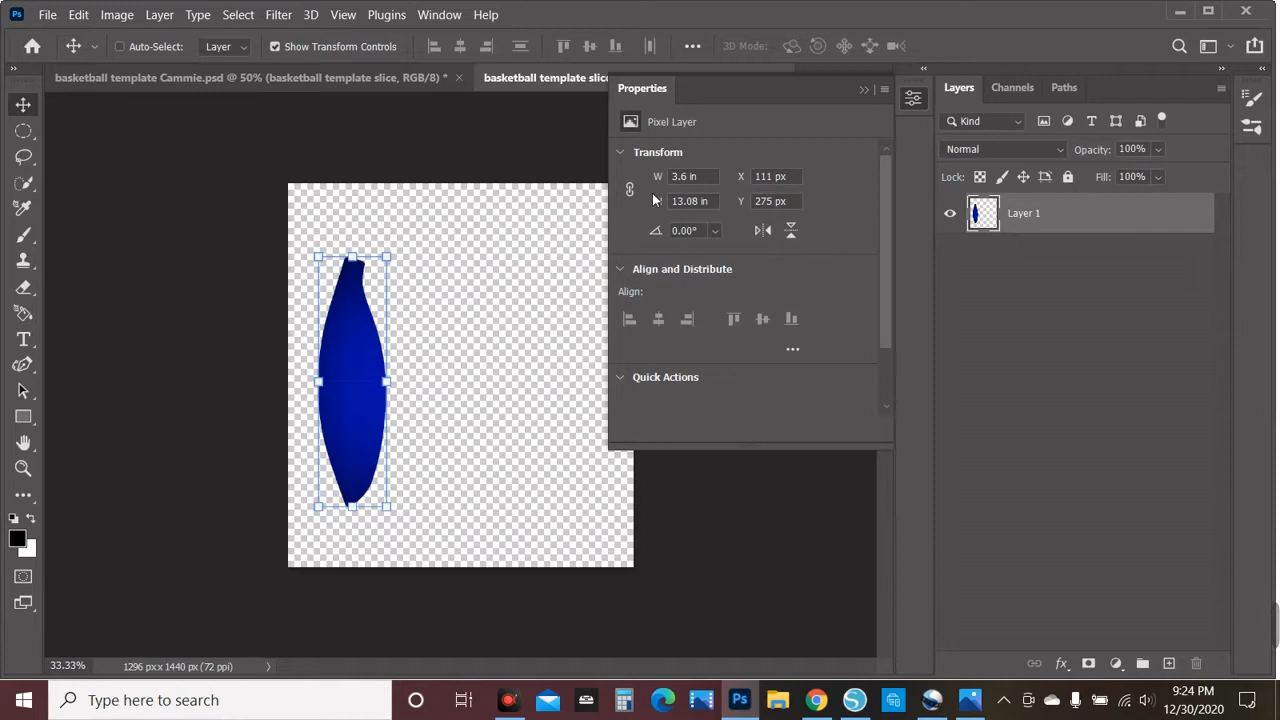 Ps File Edit Image Layer Type Select Filter 3D View Plugins Window Help
Auto-Select: Layer Show Transform Controls 3D Mode:
basketball template Cammie.psd @ 50% (basketball template slice, RGB/8) * basketball template slice
Properties
Pixel Layer
Transform
W 3.6 in X 111 px
13.08 in Y 275 px
0.00°
Align and Distribute
Align:
Quick Actions
Layers Channels Paths
Kind
Normal Opacity: 100%
Lock: Fill: 100%
Layer 1
fx
33.33% 1296 px x 1440 px (72 ppi)
Type here to search
Ps
9:24 PM
12/30/2020